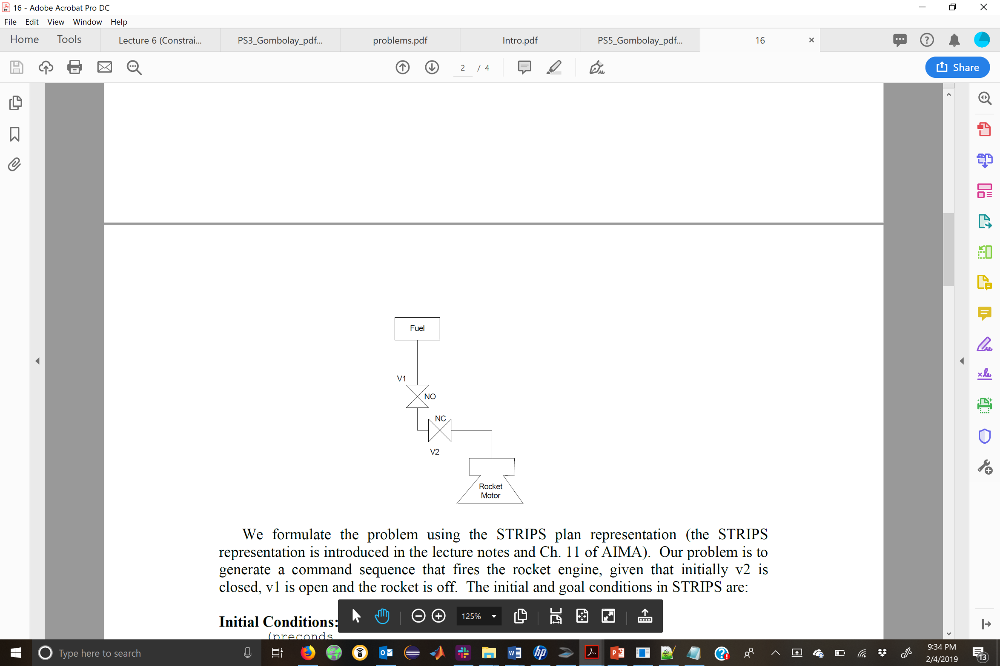 16 - Adobe Acrobat Pro DC
File Edit View Window Help
Home Tools Lecture 6 (Constrai... PS3_Gombolay_pdf... problems.pdf Intro.pdf PS5_Gombolay_pdf... 16
2 / 4
Share
Fuel
V1
NO
NC
V2
Rocket
Motor
We formulate the problem using the STRIPS plan representation (the STRIPS
representation is introduced in the lecture notes and Ch. 11 of AIMA). Our problem is to
generate a command sequence that fires the rocket engine, given that initially v2 is
closed, v1 is open and the rocket is off. The initial and goal conditions in STRIPS are:
Initial Conditions:
(preconds
125%
Type here to search
9:34 PM
2/4/2019
13